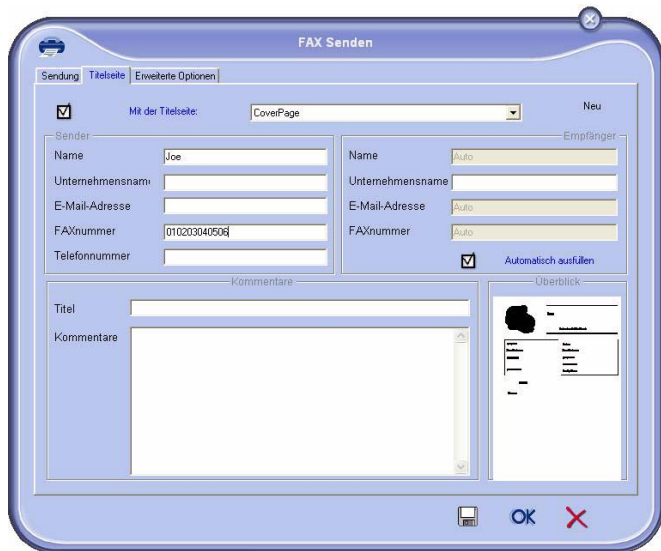 FAX Senden
Sendung Titelseite Erweiterte Optionen
Mit der Titelseite: CoverPage Neu
Sender
Name Joe
Unternehmensnam
E-Mail-Adresse
FAXnummer 010203040506
Telefonnummer
Empfänger
Name Auto
Unternehmensname
E-Mail-Adresse Auto
FAXnummer Auto
Automatisch ausfüllen
Kommentare
Titel
Kommentare
Überblick
OK